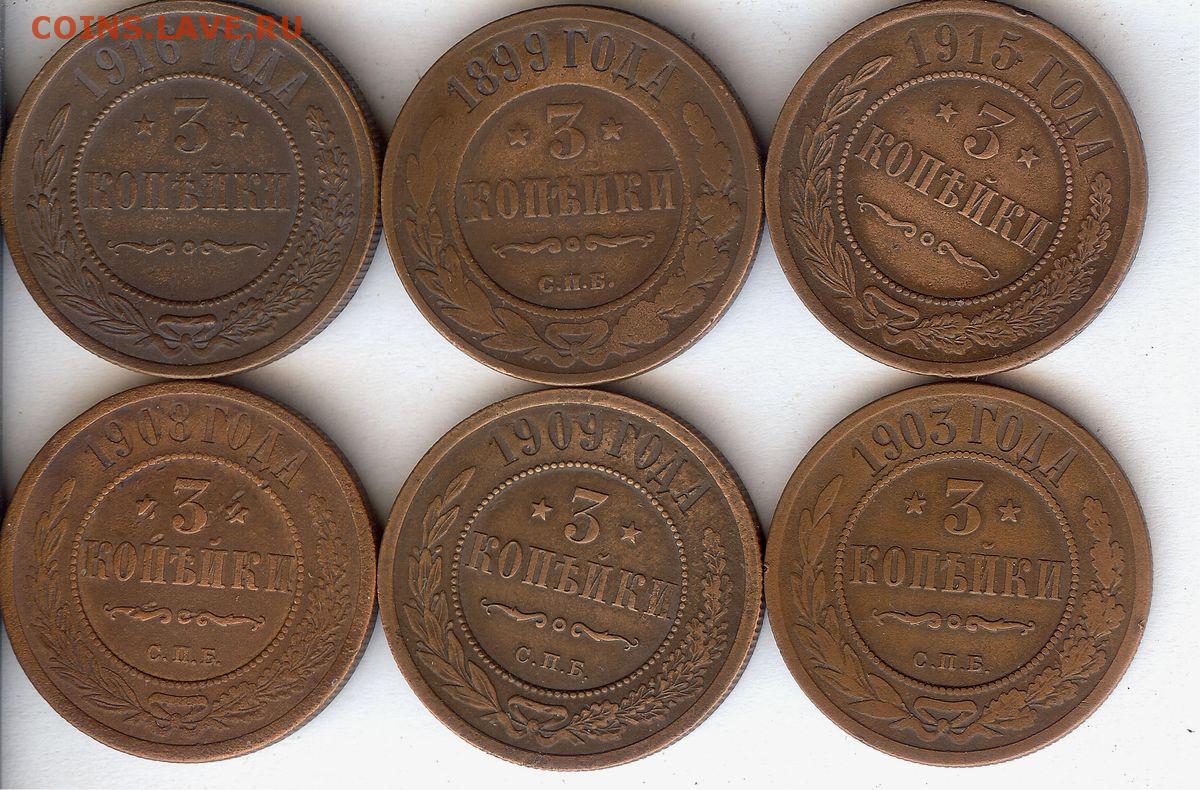 COINS.LAVE.RU
1916 ГОДА
3
КОПѢЙКИ
1899 ГОДА
3
КОПѢЙКИ
С.П.Б.
1915 ГОДА
3
КОПѢЙКИ
1908 ГОДА
3
КОПѢЙКИ
С.П.Б.
1909 ГОДА
3
КОПѢЙКИ
С.П.Б.
1903 ГОДА
3
КОПѢЙКИ
С.П.Б.